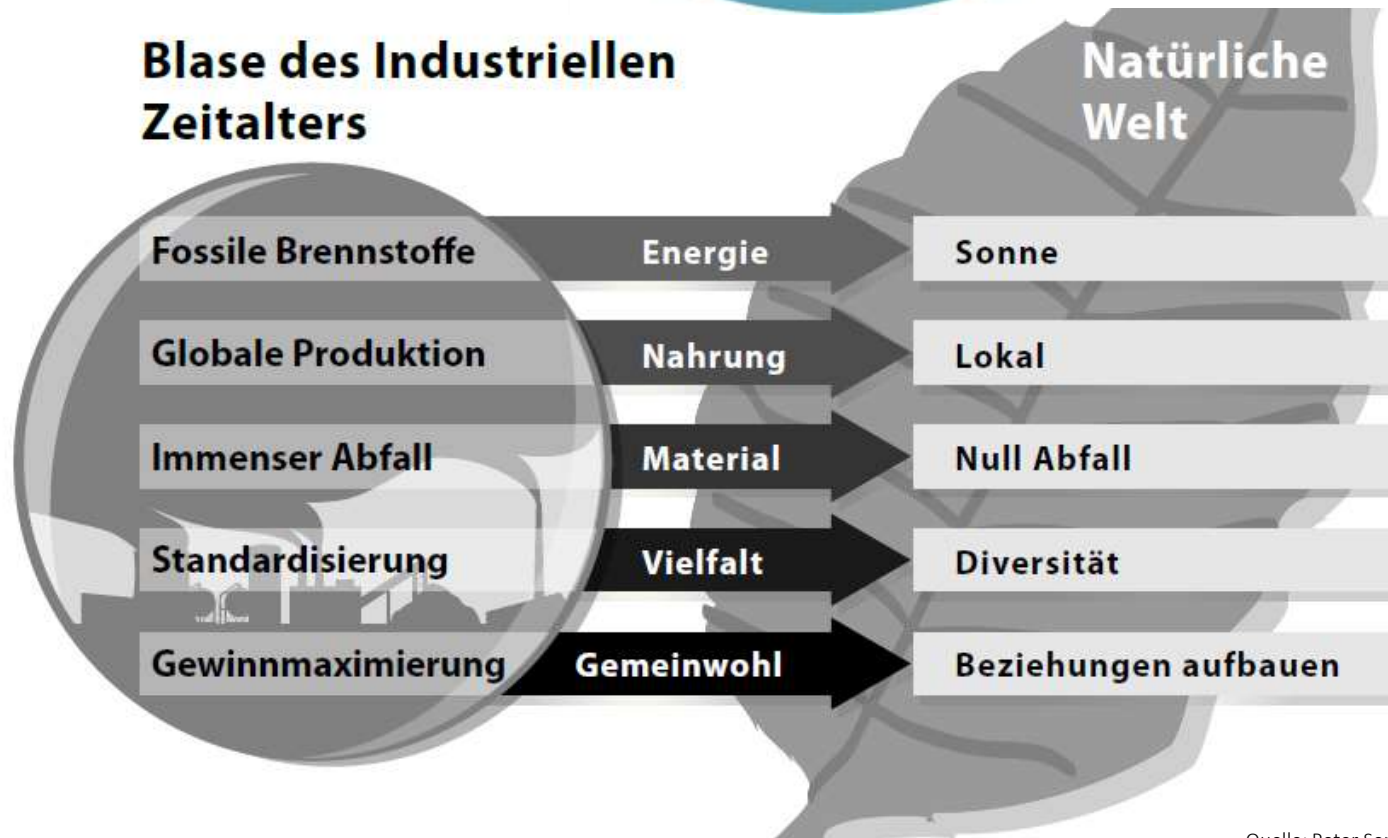 Blase des Industriellen
Zeitalters
Natürliche
Welt
Fossile Brennstoffe Energie Sonne
Globale Produktion Nahrung Lokal
Immenser Abfall Material Null Abfall
Standardisierung Vielfalt Diversität
Gewinnmaximierung Gemeinwohl Beziehungen aufbauen